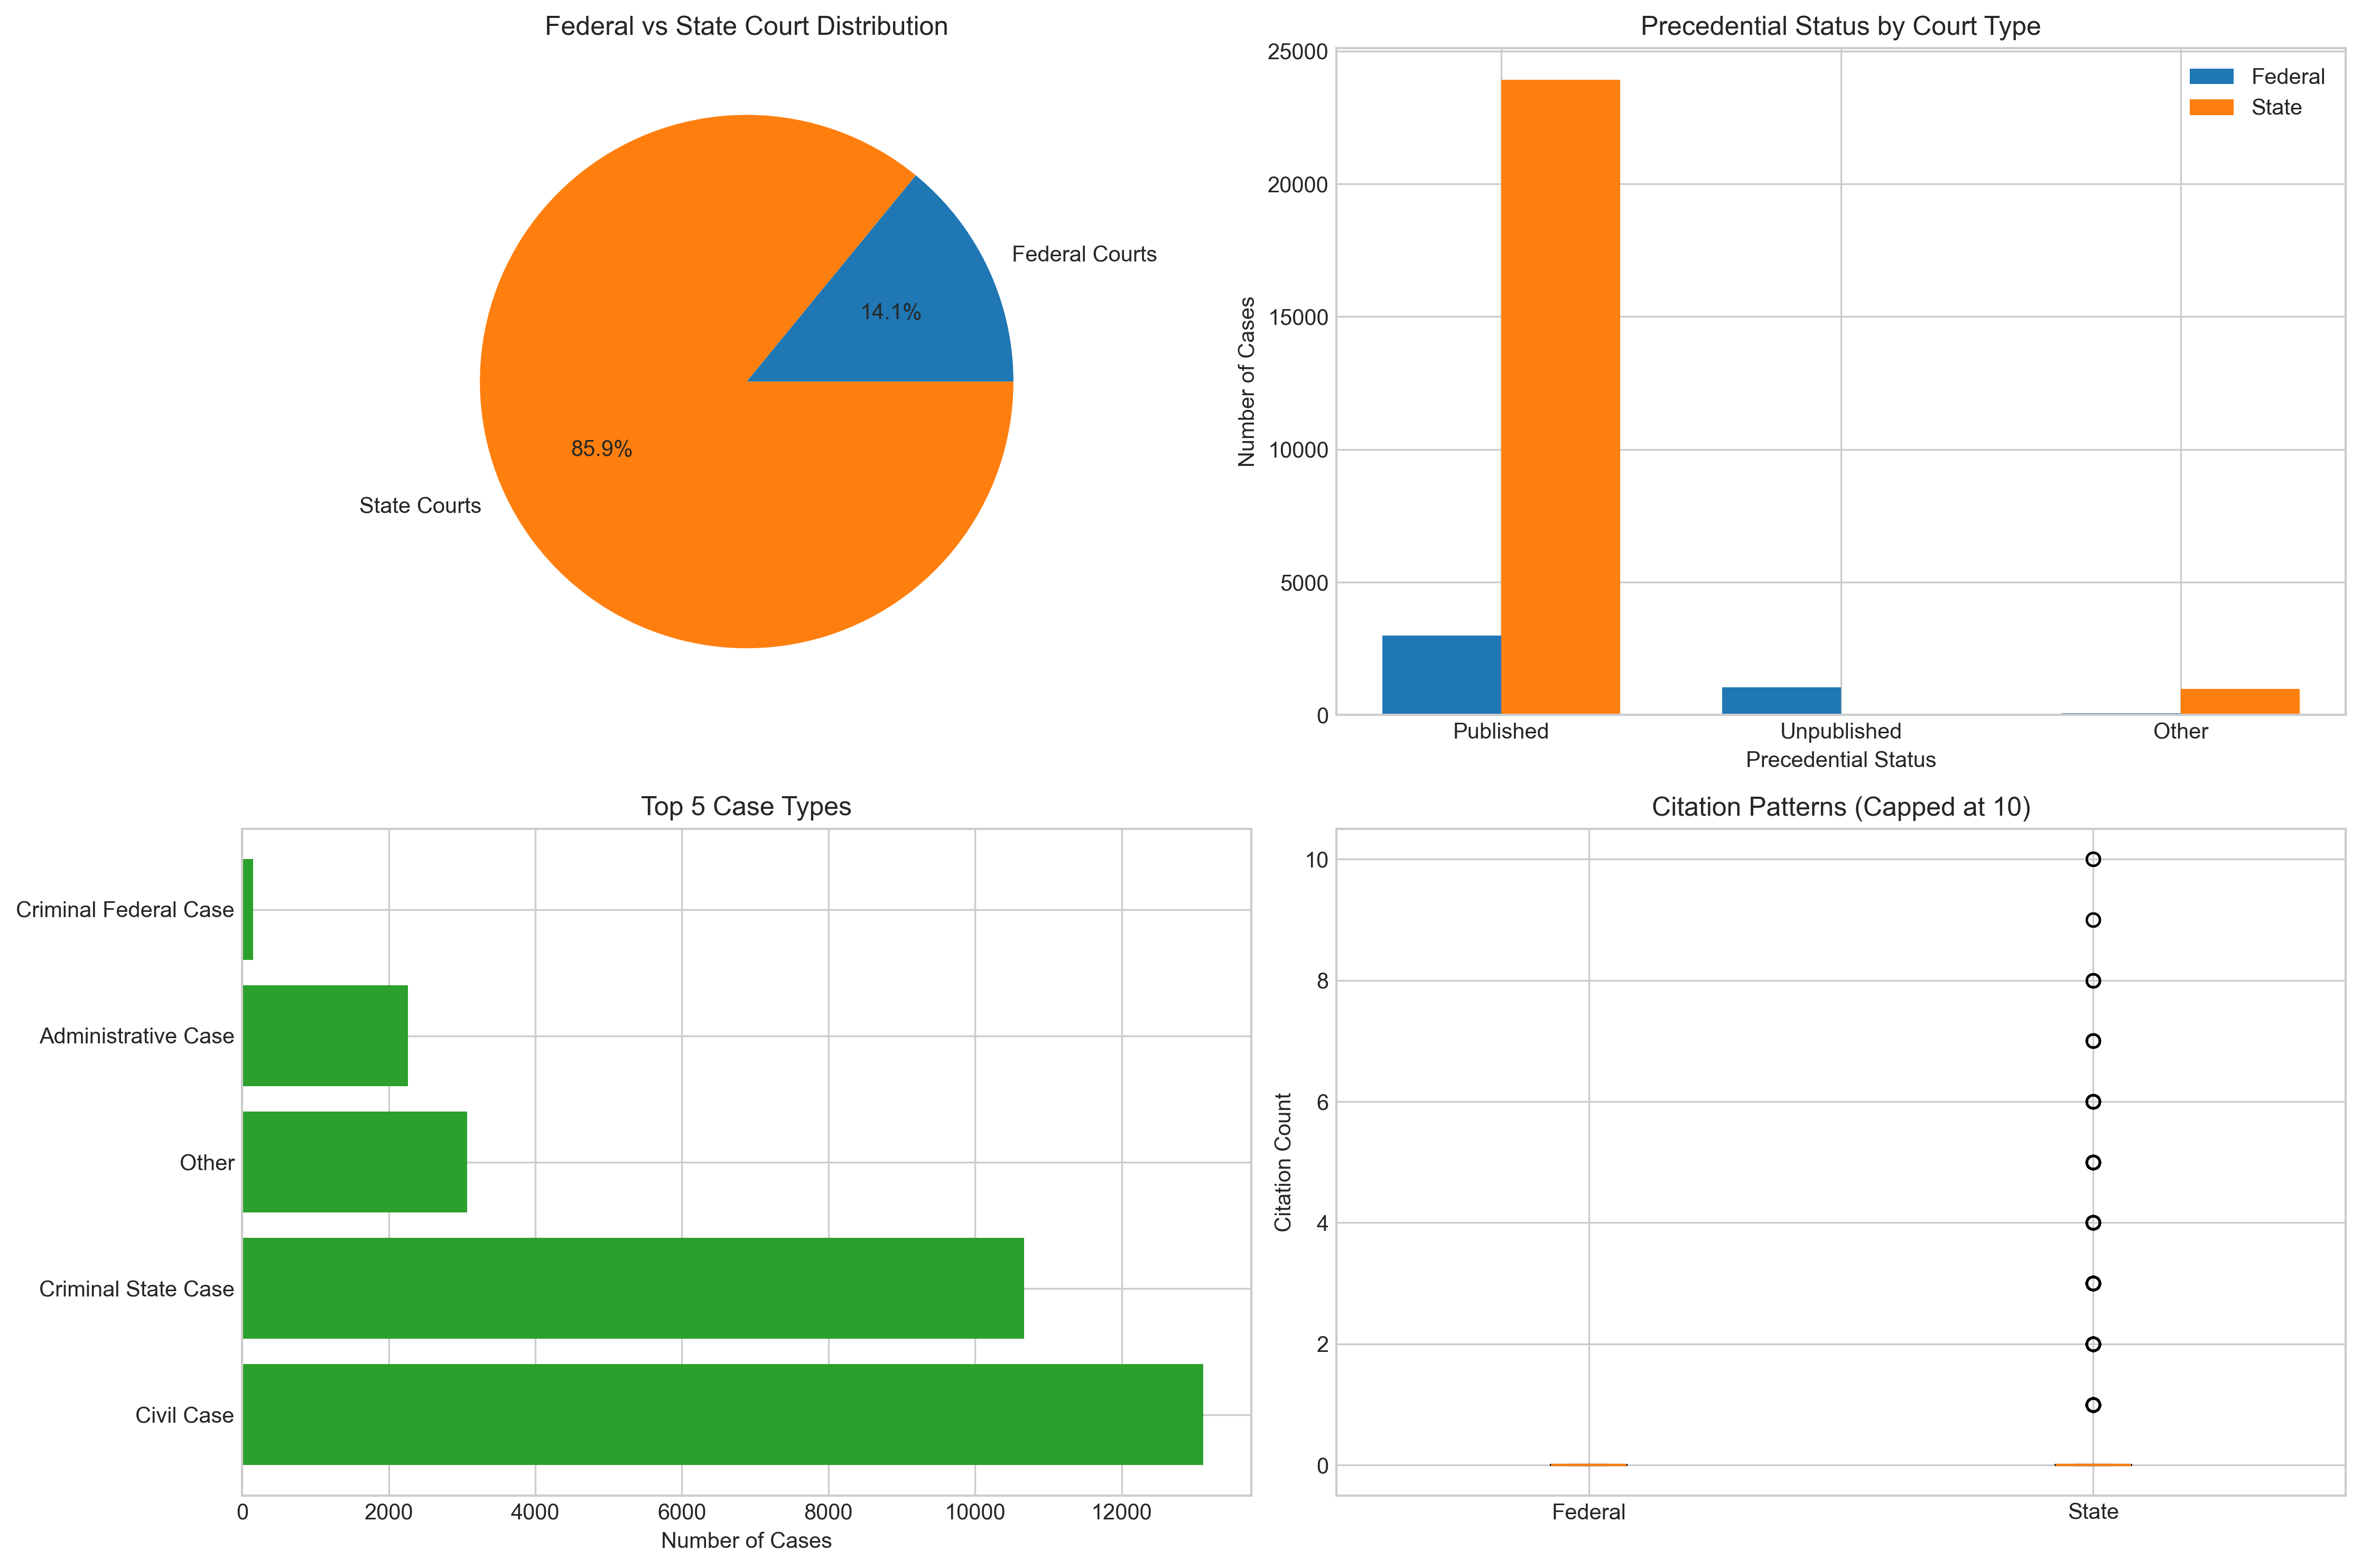 Federal vs State Court Distribution
Federal Courts
14.1%
85.9%
State Courts
Precedential Status by Court Type
Federal
State
Number of Cases
25000
20000
15000
10000
5000
0
Published
Unpublished
Other
Precedential Status
Top 5 Case Types
Criminal Federal Case
Administrative Case
Other
Criminal State Case
Civil Case
0
2000
4000
6000
8000
10000
12000
Number of Cases
Citation Patterns (Capped at 10)
Citation Count
10
8
6
4
2
0
Federal
State